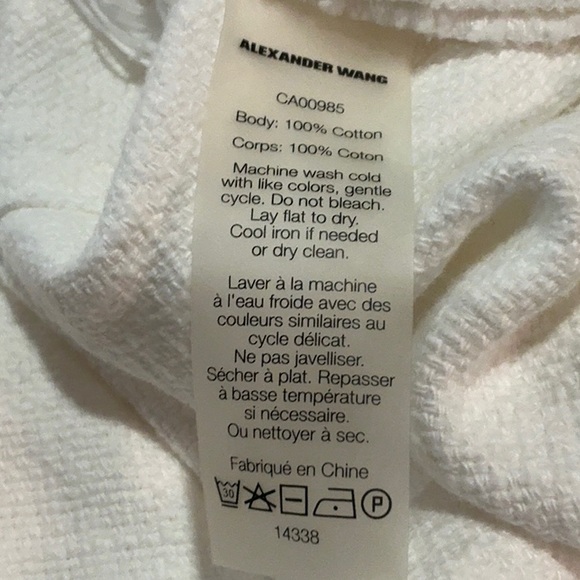 ALEXANDER WANG
CA00985
Body: 100% Cotton
Corps: 100% Coton
Machine wash cold
with like colors, gentle
cycle. Do not bleach.
Lay flat to dry.
Cool iron if needed
or dry clean.
Laver à la machine
à l'eau froide avec des
couleurs similaires au
cycle délicat.
Ne pas javelliser.
Sécher à plat. Repasser
à basse température
si nécessaire.
Ou nettoyer à sec.
Fabriqué en Chine
30 P
14338